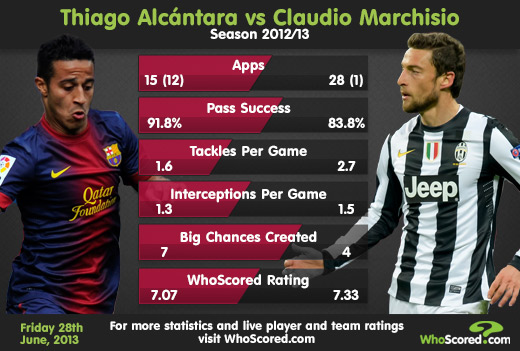 Thiago Alcántara vs Claudio Marchisio
Season 2012/13
Apps
15 (12) 28 (1)
Pass Success
91.8% 83.8%
Tackles Per Game
1.6 2.7
Interceptions Per Game
1.3 1.5
Big Chances Created
7 4
WhoScored Rating
7.07 7.33
Qatar
Foundation
Jeep
Friday 28th
June, 2013
For more statistics and live player and team ratings
visit WhoScored.com
WhoScored.com